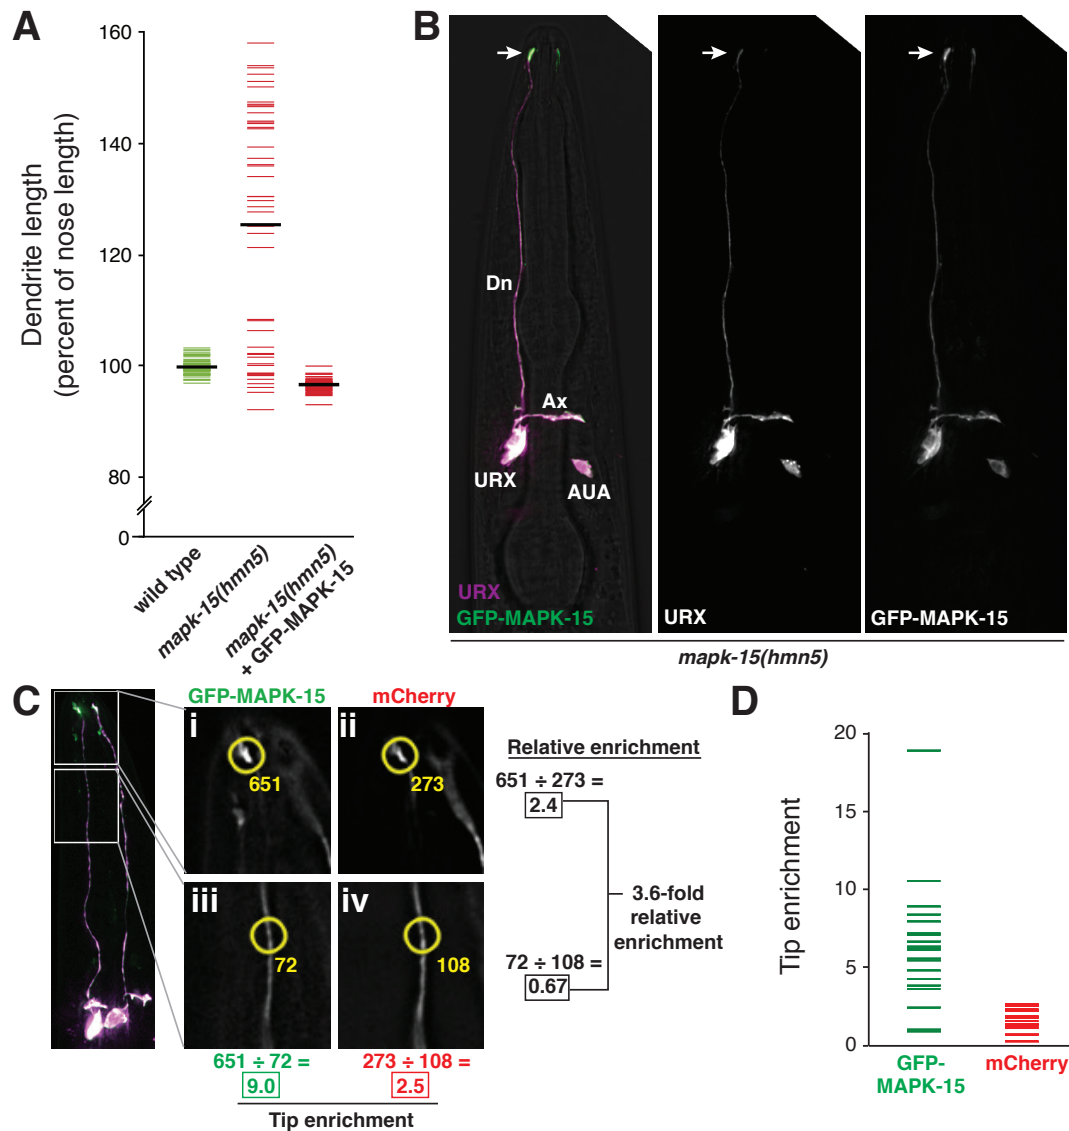 A
160
140
120
100
80
0
Dendrite length
(percent of nose length)
wild type
mapk-15(hmn5)
mapk-15(hmn5)
+ GFP-MAPK-15
B
Dn
Ax
URX
AUA
URX
GFP-MAPK-15
URX
GFP-MAPK-15
mapk-15(hmn5)
C
GFP-MAPK-15
mCherry
i
651
ii
273
iii
72
iv
108
651 ÷ 72 =
9.0
273 ÷ 108 =
2.5
Tip enrichment
Relative enrichment
651 ÷ 273 =
2.4
3.6-fold
relative
enrichment
72 ÷ 108 =
0.67
D
20
15
10
5
0
Tip enrichment
GFP-
MAPK-15
mCherry